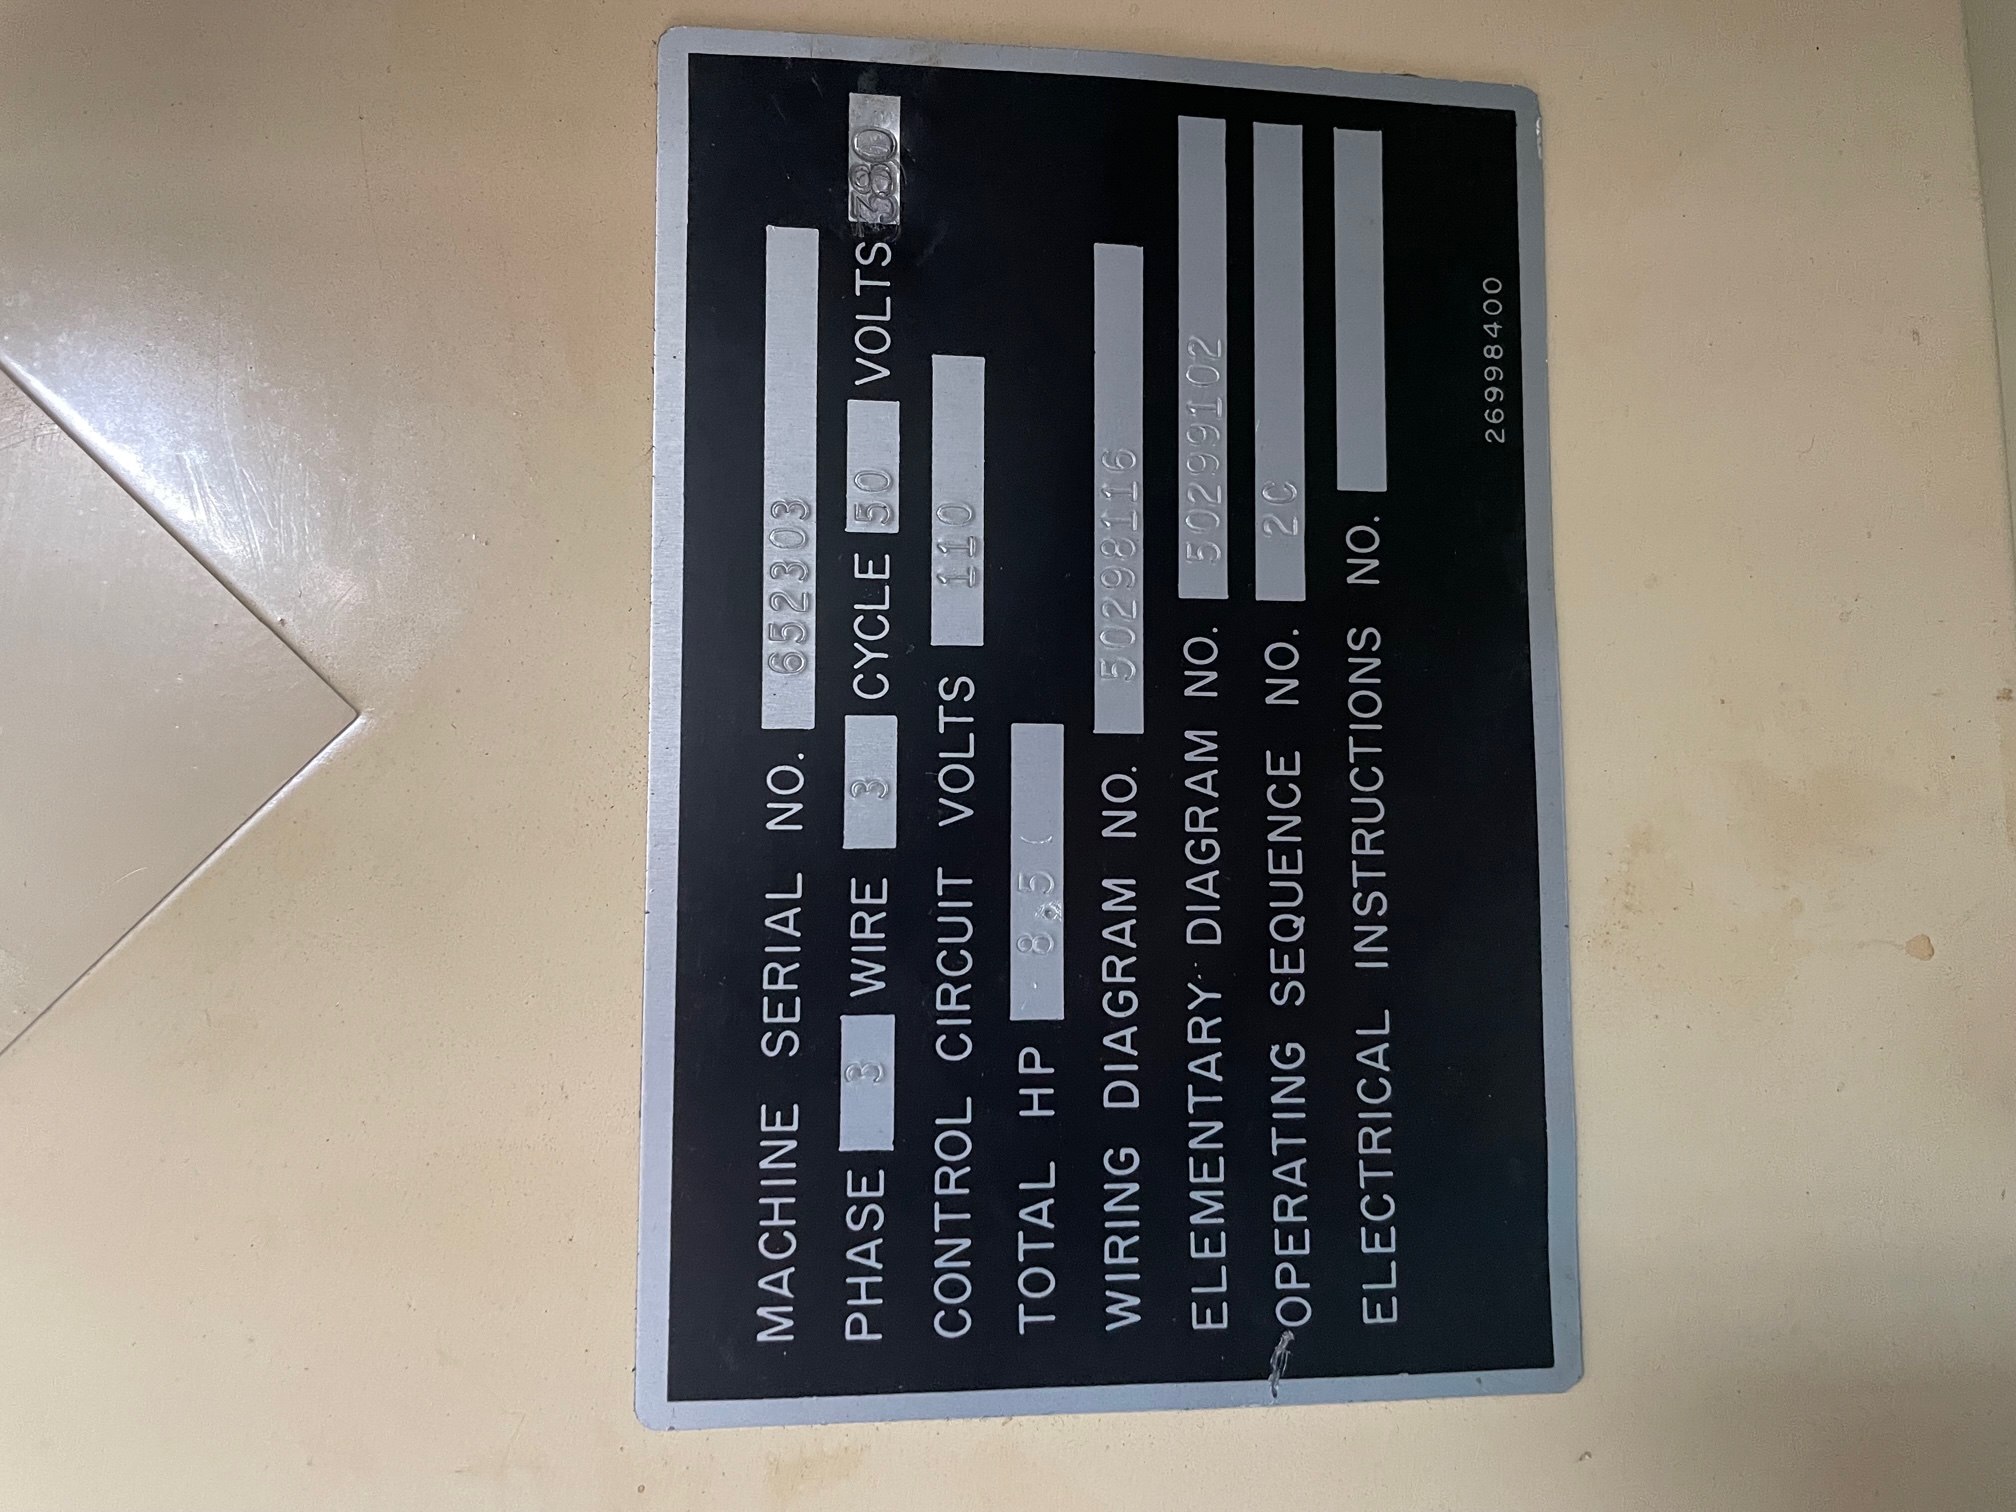 MACHINE SERIAL NO. 652303
PHASE 3 WIRE 3 CYCLE 50 VOLTS 380
CONTROL CIRCUIT VOLTS 110
TOTAL HP 8.5
WIRING DIAGRAM NO. 50298116
ELEMENTARY DIAGRAM NO. 50299102
OPERATING SEQUENCE NO. 2C
ELECTRICAL INSTRUCTIONS NO.
26998400